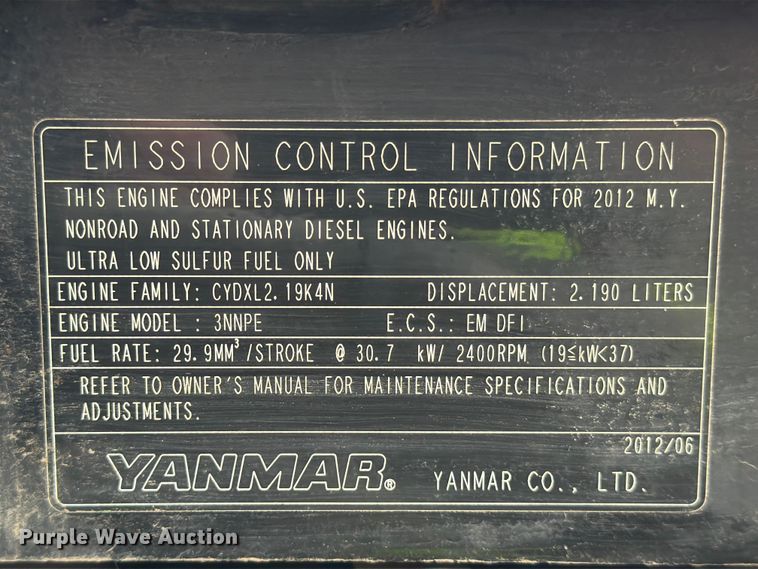 EMISSION CONTROL INFORMATION
THIS ENGINE COMPLIES WITH U.S. EPA REGULATIONS FOR 2012 M.Y.
NONROAD AND STATIONARY DIESEL ENGINES.
ULTRA LOW SULFUR FUEL ONLY
ENGINE FAMILY: CYDXL2.19K4N DISPLACEMENT: 2.190 LITERS
ENGINE MODEL : 3NNPE E.C.S.: EM DFI
FUEL RATE: 29.9MM³/STROKE @ 30.7 kW/ 2400RPM (19≤kW<37)
REFER TO OWNER'S MANUAL FOR MAINTENANCE SPECIFICATIONS AND
ADJUSTMENTS.
2012/06
YANMAR® YANMAR CO., LTD.
Purple Wave Auction